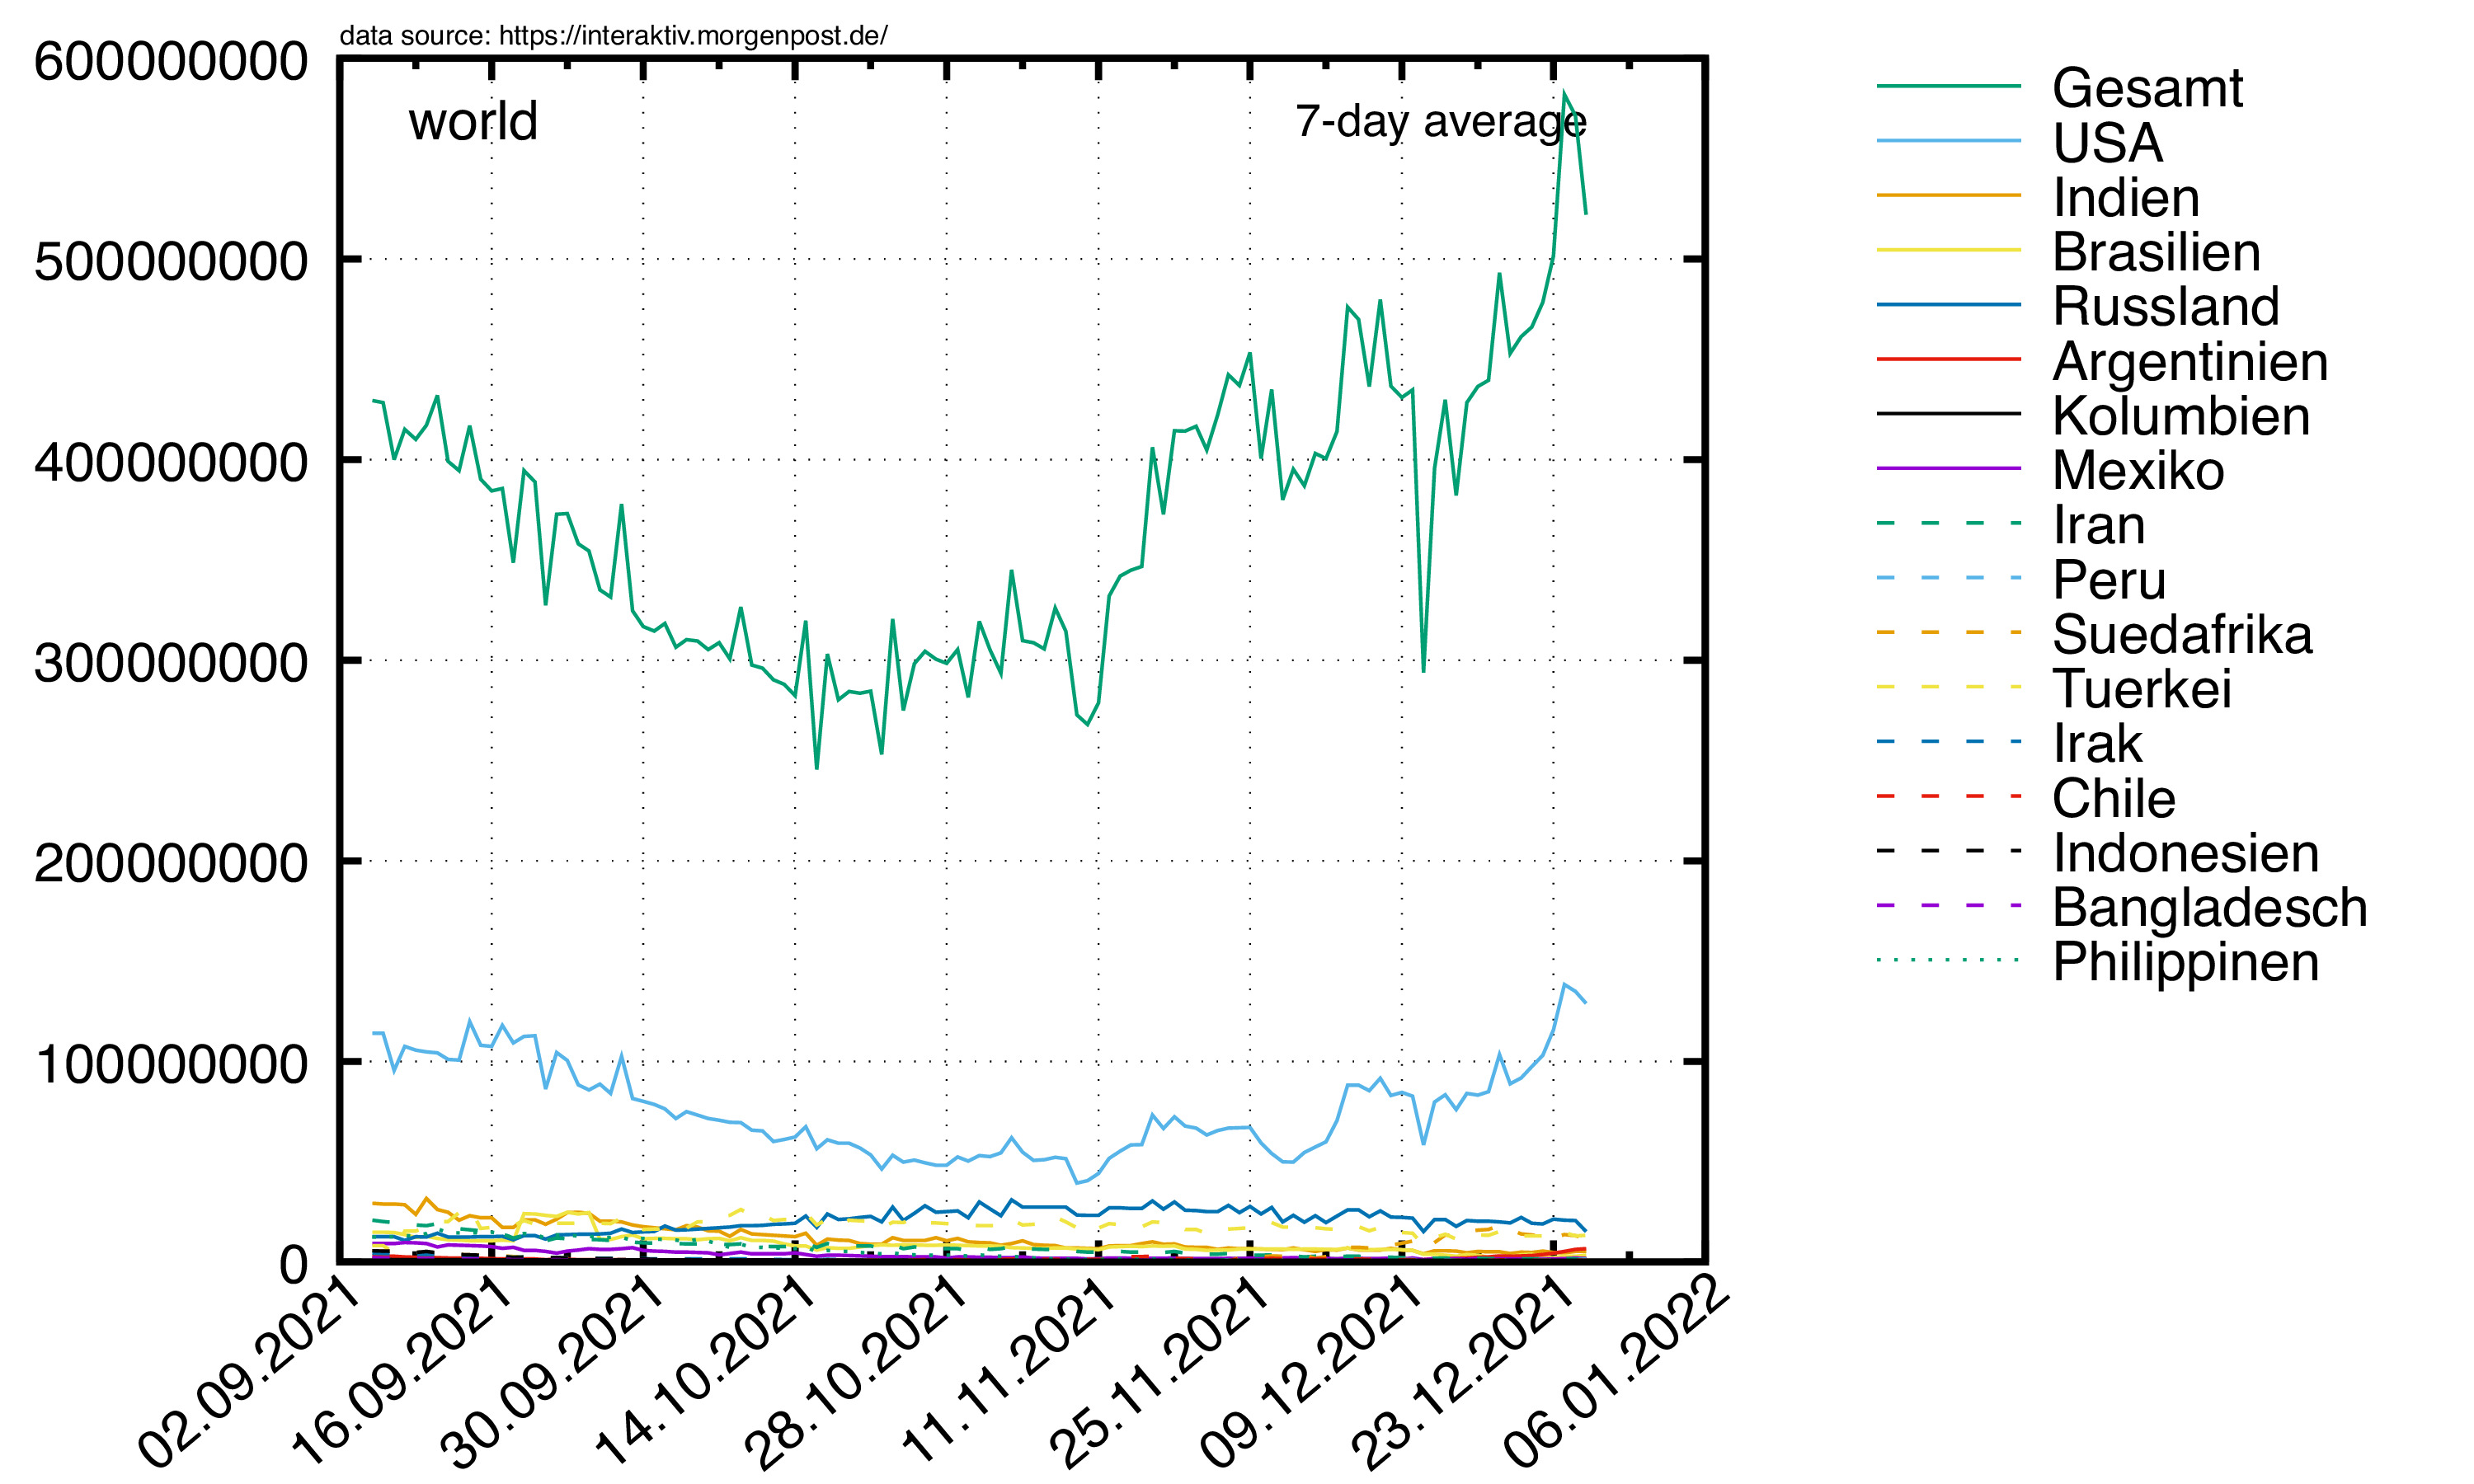 data source: https://interaktiv.morgenpost.de/
world
7-day average
600000000
500000000
400000000
300000000
200000000
100000000
0
02.09.2021
16.09.2021
30.09.2021
14.10.2021
28.10.2021
11.11.2021
25.11.2021
09.12.2021
23.12.2021
06.01.2022
Gesamt
USA
Indien
Brasilien
Russland
Argentinien
Kolumbien
Mexiko
Iran
Peru
Suedafrika
Tuerkei
Irak
Chile
Indonesien
Bangladesch
Philippinen